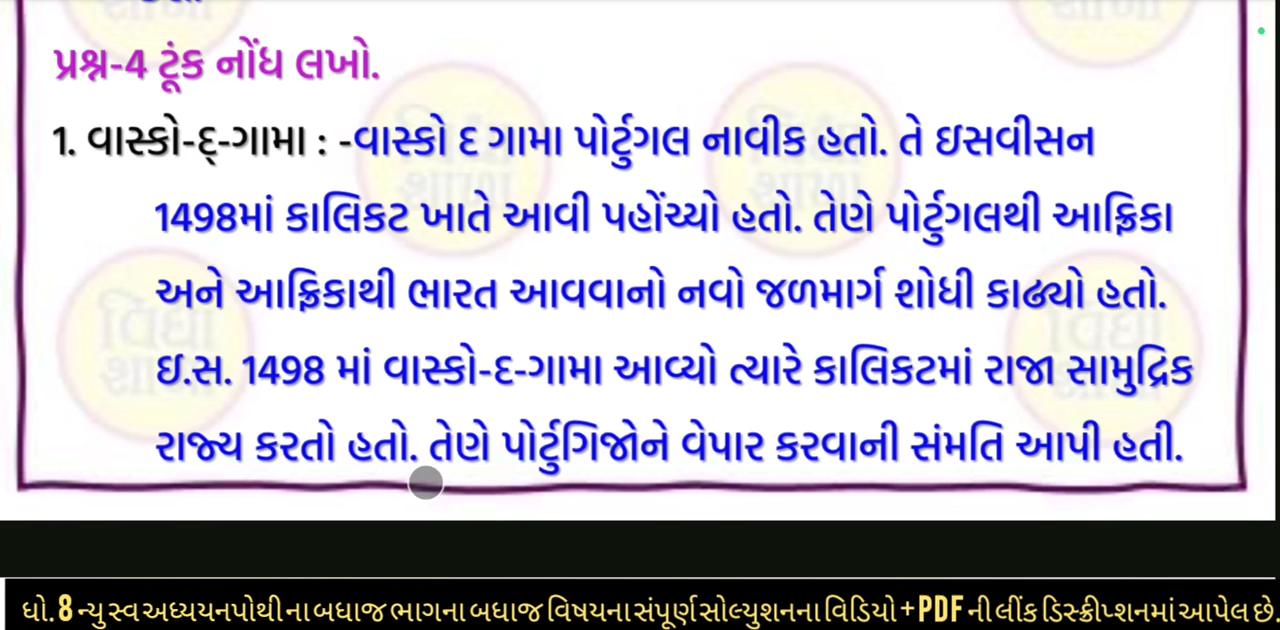 પ્રશ્ન-4 ટૂંક નોંધ લખો.
1. વાસ્કો-દ્-ગામા : -વાસ્કો દ ગામા પોર્ટુગલ નાવીક હતો. તે ઇસવીસન
1498માં કાલિકટ ખાતે આવી પહોંચ્યો હતો. તેણે પોર્ટુગલથી આફ્રિકા
અને આફ્રિકાથી ભારત આવવાનો નવો જળમાર્ગ શોધી કાઢ્યો હતો.
ઇ.સ. 1498 માં વાસ્કો-દ-ગામા આવ્યો ત્યારે કાલિકટમાં રાજા સામુદ્રિક
રાજ્ય કરતો હતો. તેણે પોર્ટુગિજોને વેપાર કરવાની સંમતિ આપી હતી.
ધો. 8 ન્યુ સ્વઅધ્યયનપોથી ના બધાજ ભાગના બધાજ વિષયના સંપૂર્ણ સોલ્યુશનના વિડિયો + PDF ની લીંક ડિસ્ક્રીપ્શનમાં આપેલ છે.